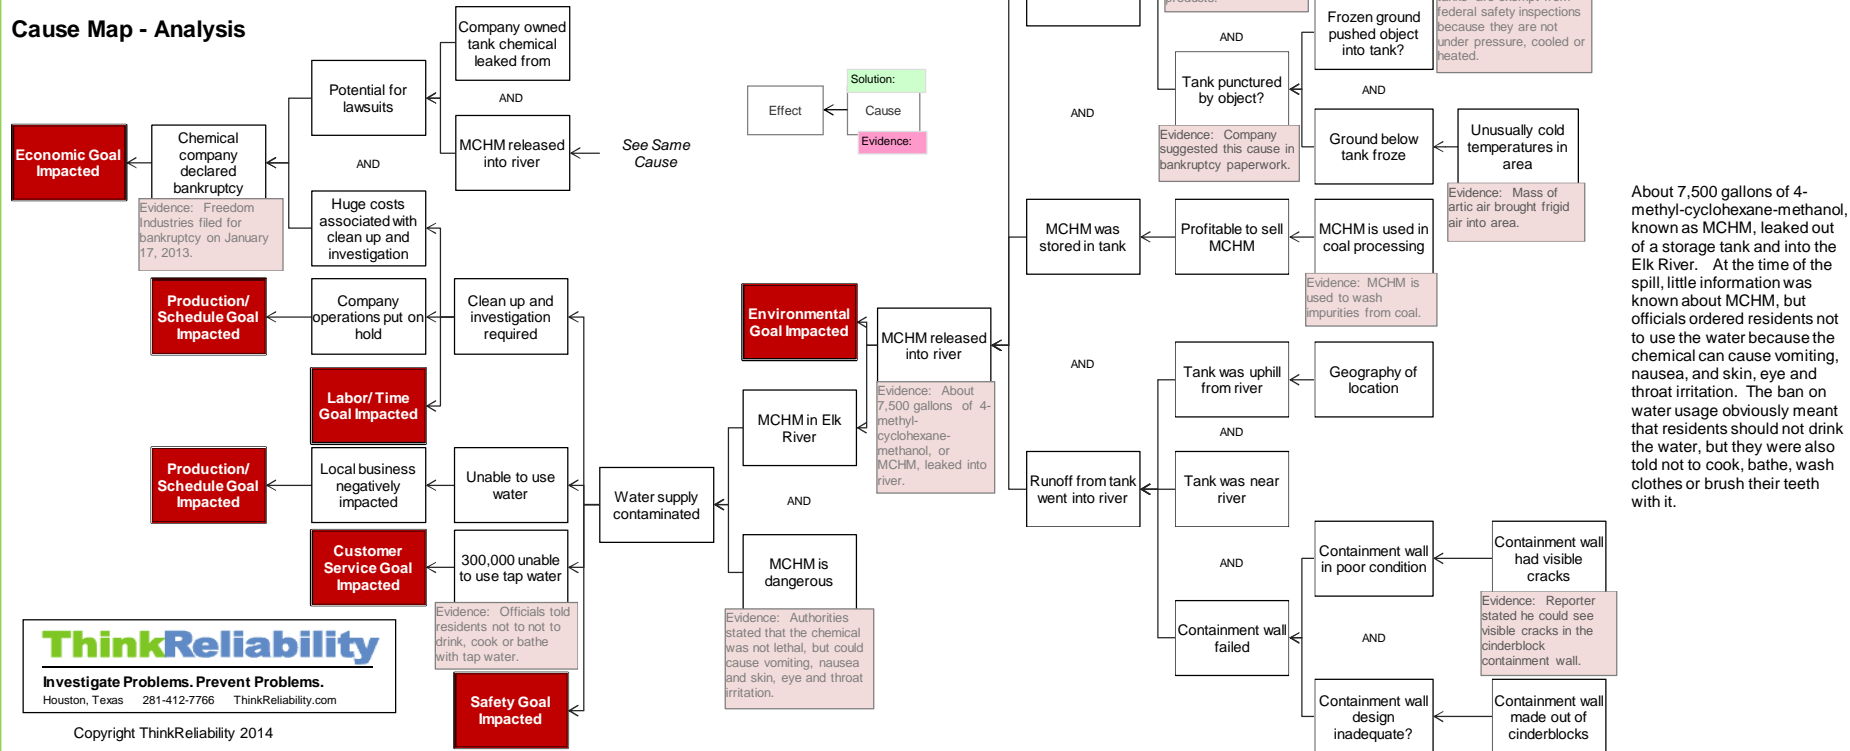 Cause Map - Analysis
Economic Goal
Impacted
Chemical
company
declared
bankruptcy
Evidence: Freedom
Industries filed for
bankruptcy on January
17, 2013.
Potential for
lawsuits
AND
Huge costs
associated with
clean up and
investigation
Company owned
tank chemical
leaked from
AND
MCHM released
into river
See Same
Cause
Production/
Schedule Goal
Impacted
Company
operations put on
hold
Clean up and
investigation
required
Labor/ Time
Goal Impacted
Production/
Schedule Goal
Impacted
Local business
negatively
impacted
Unable to use
water
Customer
Service Goal
Impacted
300,000 unable
to use tap water
Evidence: Officials told
residents not to not to
drink, cook or bathe
with tap water.
Safety Goal
Impacted
Water supply
contaminated
Effect
Solution:
Cause
Evidence:
Environmental
Goal Impacted
MCHM released
into river
Evidence: About
7,500 gallons of 4-
methyl-
cyclohexane-
methanol, or
MCHM, leaked into
river.
MCHM in Elk
River
AND
MCHM is
dangerous
Evidence: Authorities
stated that the chemical
was not lethal, but could
cause vomiting, nausea
and skin, eye and throat
irritation.
AND
MCHM was
stored in tank
AND
Runoff from tank
went into river
products.
AND
Tank punctured
by object?
Evidence: Company
suggested this cause in
bankruptcy paperwork.
Frozen ground
pushed object
into tank?
tanks are exempt from
federal safety inspections
because they are not
under pressure, cooled or
heated.
AND
Ground below
tank froze
Unusually cold
temperatures in
area
Evidence: Mass of
artic air brought frigid
air into area.
Profitable to sell
MCHM
MCHM is used in
coal processing
Evidence: MCHM is
used to wash
impurities from coal.
Tank was uphill
from river
Geography of
location
AND
Tank was near
river
AND
Containment wall
failed
Containment wall
in poor condition
Containment wall
had visible
cracks
Evidence: Reporter
stated he could see
visible cracks in the
cinderblock
containment wall.
AND
Containment wall
design
inadequate?
Containment wall
made out of
cinderblocks
About 7,500 gallons of 4-
methyl-cyclohexane-methanol,
known as MCHM, leaked out
of a storage tank and into the
Elk River. At the time of the
spill, little information was
known about MCHM, but
officials ordered residents not
to use the water because the
chemical can cause vomiting,
nausea, and skin, eye and
throat irritation. The ban on
water usage obviously meant
that residents should not drink
the water, but they were also
told not to cook, bathe, wash
clothes or brush their teeth
with it.
ThinkReliability
Investigate Problems. Prevent Problems.
Houston, Texas 281-412-7766 ThinkReliability.com
Copyright ThinkReliability 2014